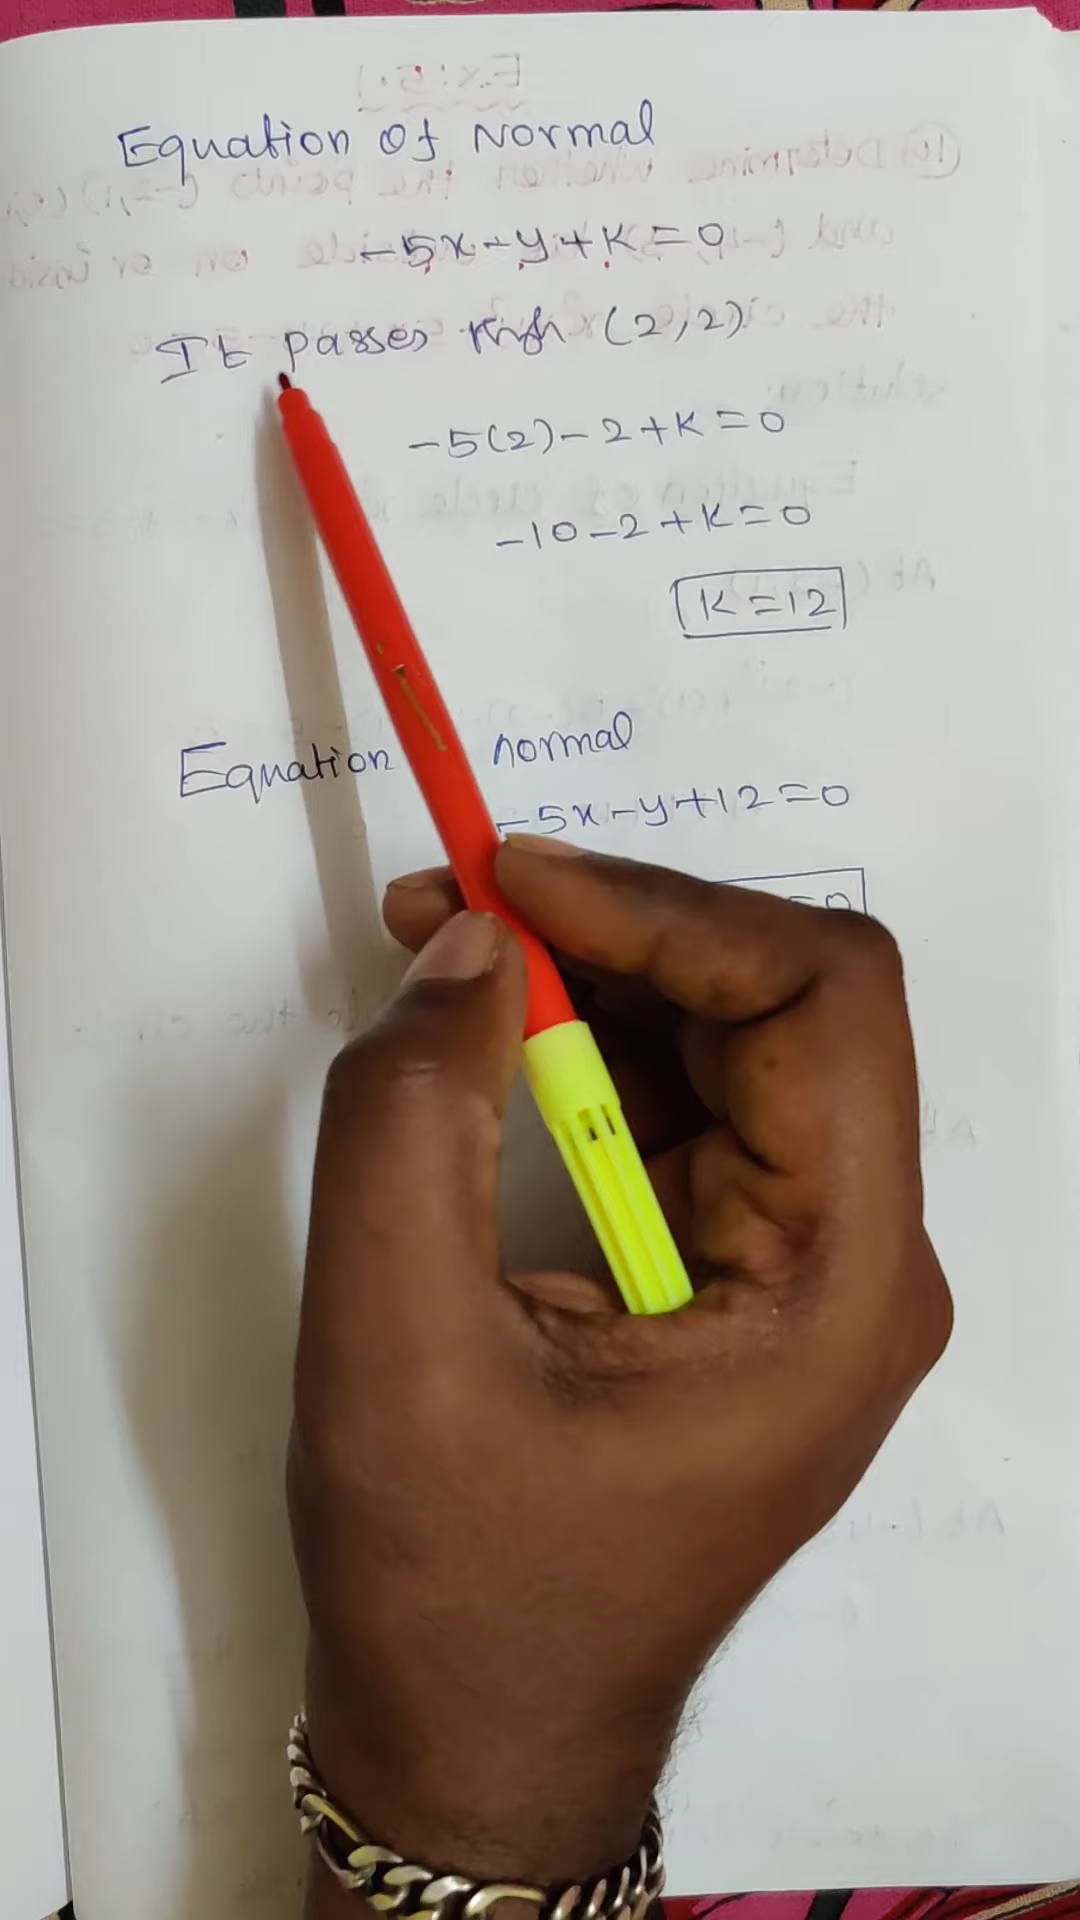 Equation of Normal
-5x-y+K=0
It passes (2,2)
-5(2)-2+K=0
-10-2+K=0
K=12
Equation normal
-5x-y+12=0
=0